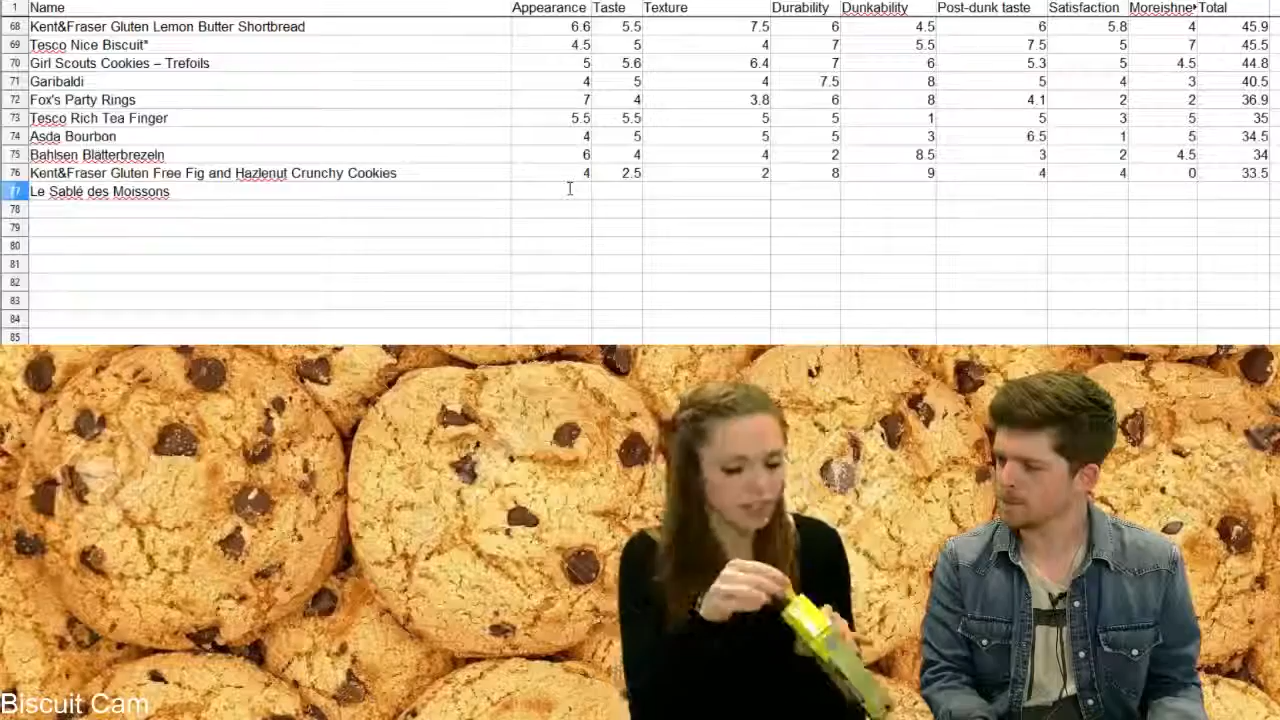 1 Name Appearance Taste Texture Durability Dunkability Post-dunk taste Satisfaction Moreishne Total
68 Kent&Fraser Gluten Lemon Butter Shortbread 6.6 5.5 7.5 6 4.5 6 5.8 4 45.9
69 Tesco Nice Biscuit* 4.5 5 4 7 5.5 7.5 5 7 45.5
70 Girl Scouts Cookies – Trefoils 5 5.6 6.4 7 6 5.3 5 4.5 44.8
71 Garibaldi 4 5 4 7.5 8 5 4 3 40.5
72 Fox's Party Rings 7 4 3.8 6 8 4.1 2 2 36.9
73 Tesco Rich Tea Finger 5.5 5.5 5 5 1 5 3 5 35
74 Asda Bourbon 4 5 5 5 3 6.5 1 5 34.5
75 Bahlsen Blätterbrezeln 6 4 4 2 8.5 3 2 4.5 34
76 Kent&Fraser Gluten Free Fig and Hazlenut Crunchy Cookies 4 2.5 2 8 9 4 4 0 33.5
77 Le Sablé des Moissons
78
79
80
81
82
83
84
85
Biscuit Cam